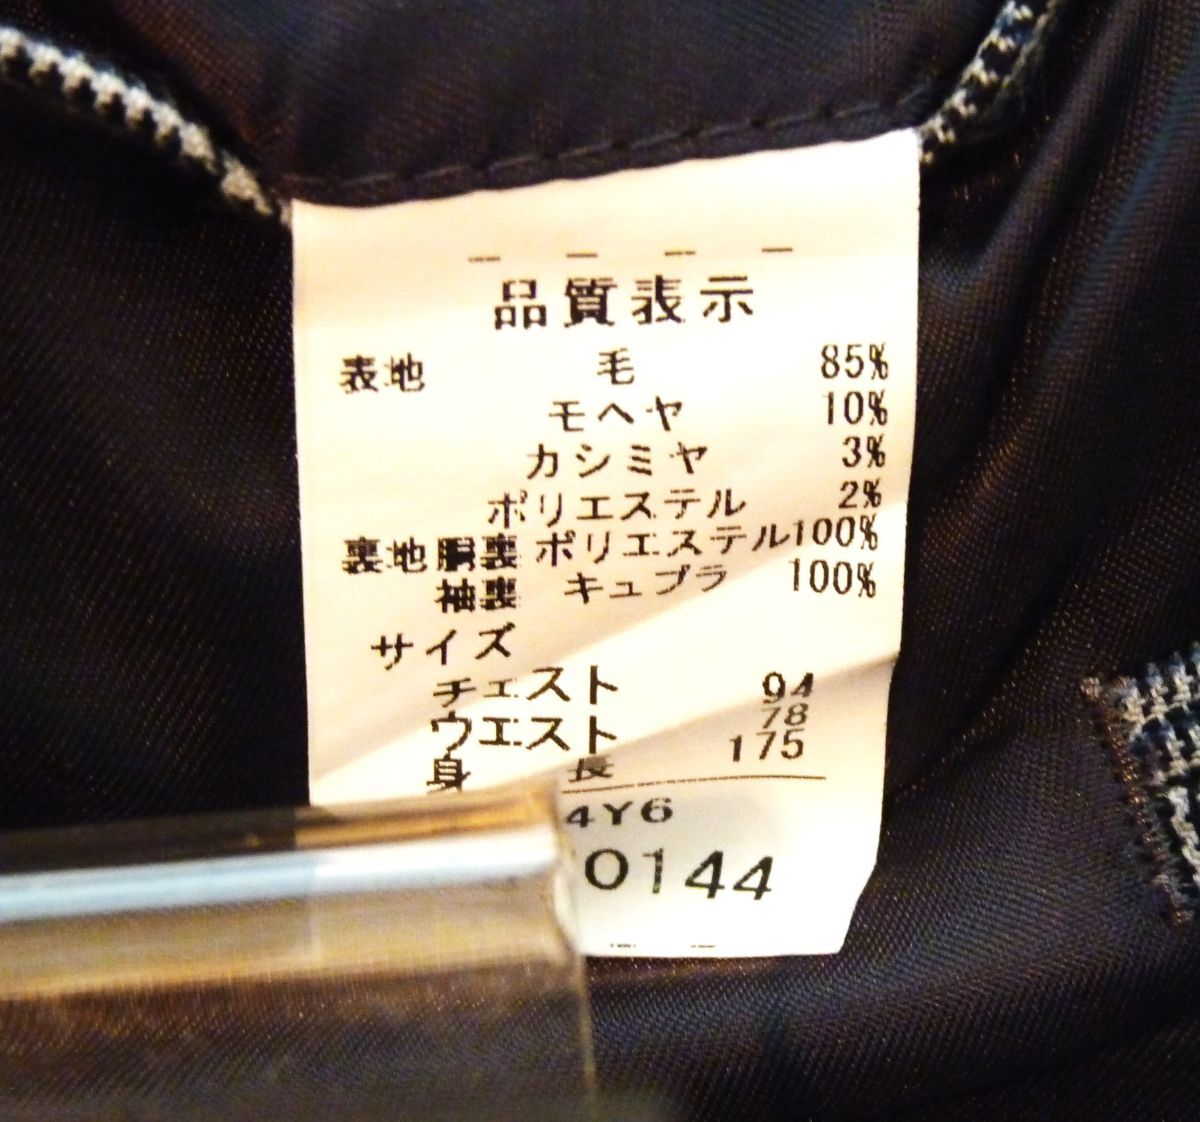 品質表示
表地 毛 85%
モヘヤ 10%
カシミヤ 3%
ポリエステル 2%
裏地胴裏 ポリエステル100%
袖裏 キュプラ 100%
サイズ
チェスト 94
ウエスト 78
身長 175
4Y6
0144